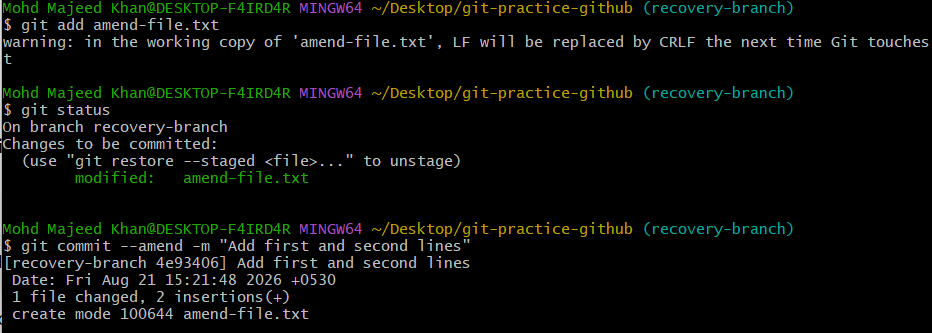 Mohd Majeed Khan@DESKTOP-F4IRD4R MINGW64 ~/Desktop/git-practice-github (recovery-branch)
$ git add amend-file.txt
warning: in the working copy of 'amend-file.txt', LF will be replaced by CRLF the next time Git touches
t
Mohd Majeed Khan@DESKTOP-F4IRD4R MINGW64 ~/Desktop/git-practice-github (recovery-branch)
$ git status
On branch recovery-branch
Changes to be committed:
  (use "git restore --staged <file>..." to unstage)
        modified:   amend-file.txt
Mohd Majeed Khan@DESKTOP-F4IRD4R MINGW64 ~/Desktop/git-practice-github (recovery-branch)
$ git commit --amend -m "Add first and second lines"
[recovery-branch 4e93406] Add first and second lines
 Date: Fri Aug 21 15:21:48 2026 +0530
 1 file changed, 2 insertions(+)
 create mode 100644 amend-file.txt